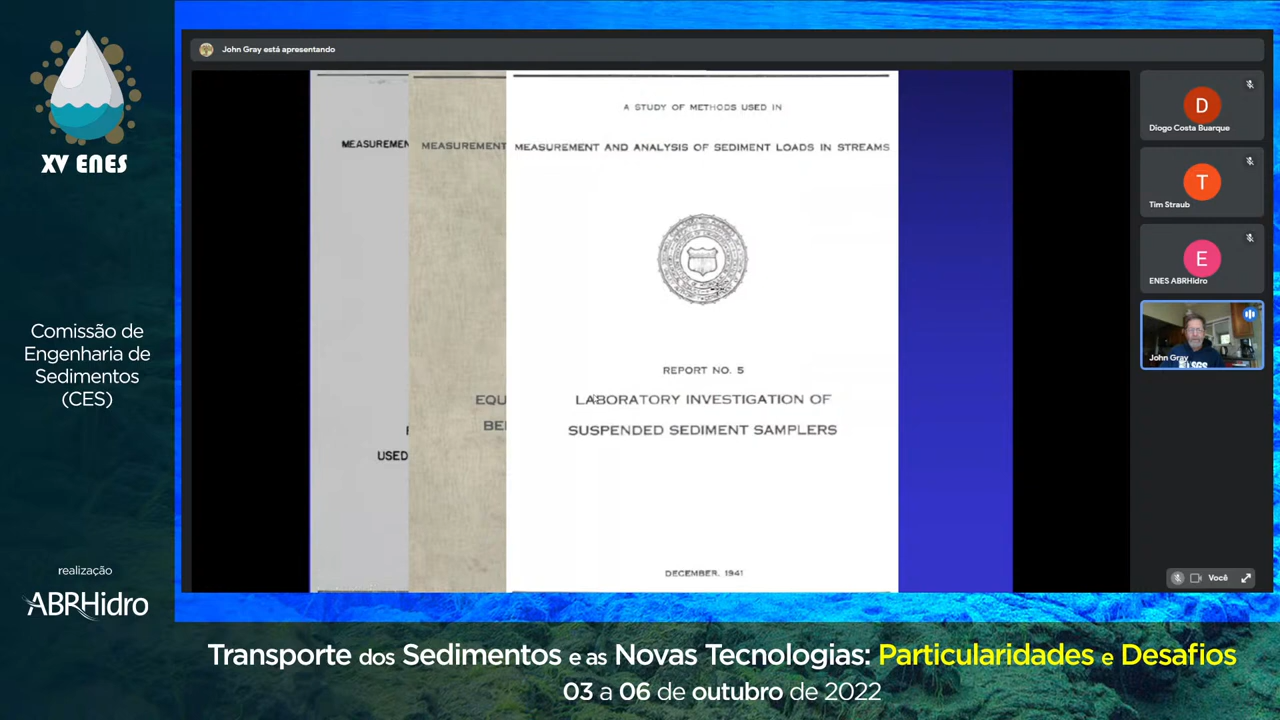 XV ENES
Comissão de
Engenharia de
Sedimentos
(CES)
realização
ABRHidro
John Gray está apresentando
MEASUREMEN
USED
MEASUREMENT
EQU
BE
A STUDY OF METHODS USED IN
MEASUREMENT AND ANALYSIS OF SEDIMENT LOADS IN STREAMS
REPORT NO. 5
LABORATORY INVESTIGATION OF
SUSPENDED SEDIMENT SAMPLERS
DECEMBER, 1941
D
Diogo Costa Buarque
T
Tim Straub
E
ENES ABRHidro
John Gray
USGS
Você
Transporte dos Sedimentos e as Novas Tecnologias: Particularidades e Desafios
03 a 06 de outubro de 2022